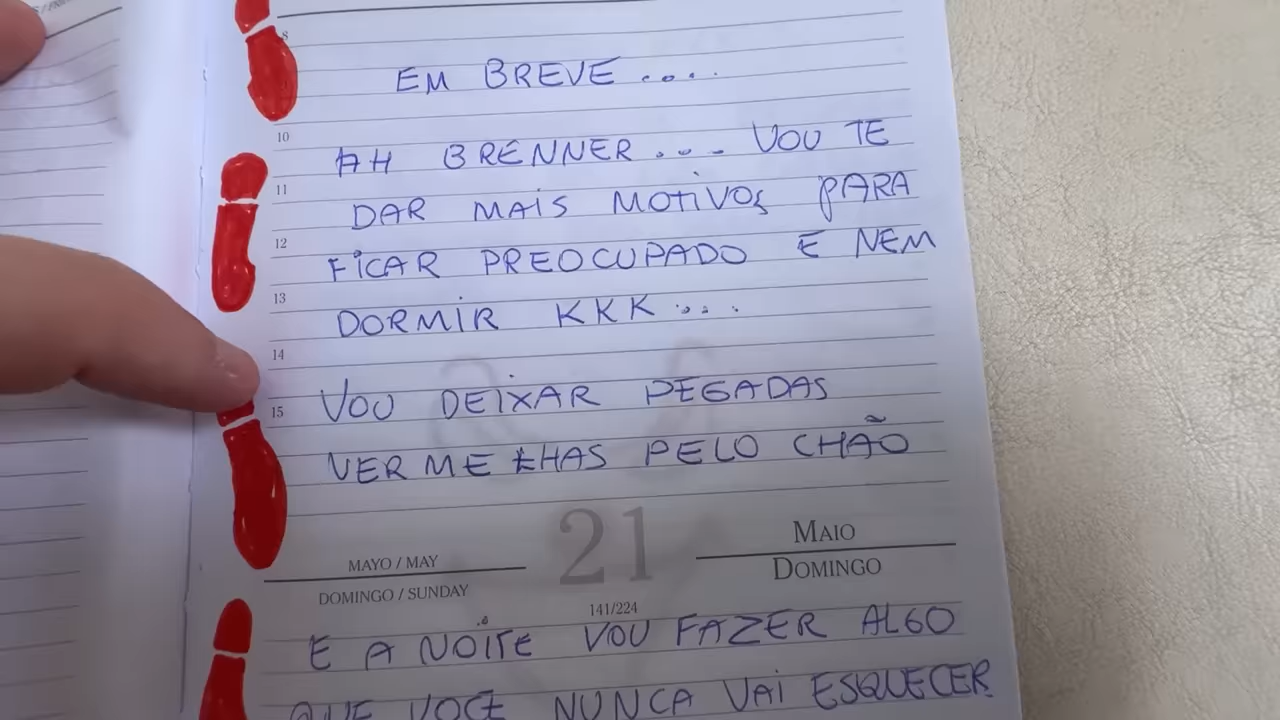 8
EM BREVE ....
10
AH BRENNER ... VOU TE
11
DAR MAIS MOTIVOS PARA
12
FICAR PREOCUPADO E NEM
13
DORMIR KKK ...
14
15
VOU DEIXAR PEGADAS
VERMELHAS PELO CHÃO
MAYO / MAY
DOMINGO / SUNDAY
21
141/224
MAIO
DOMINGO
E A NOITE VOU FAZER ALGO
QUE VOCE NUNCA VAI ESQUECER